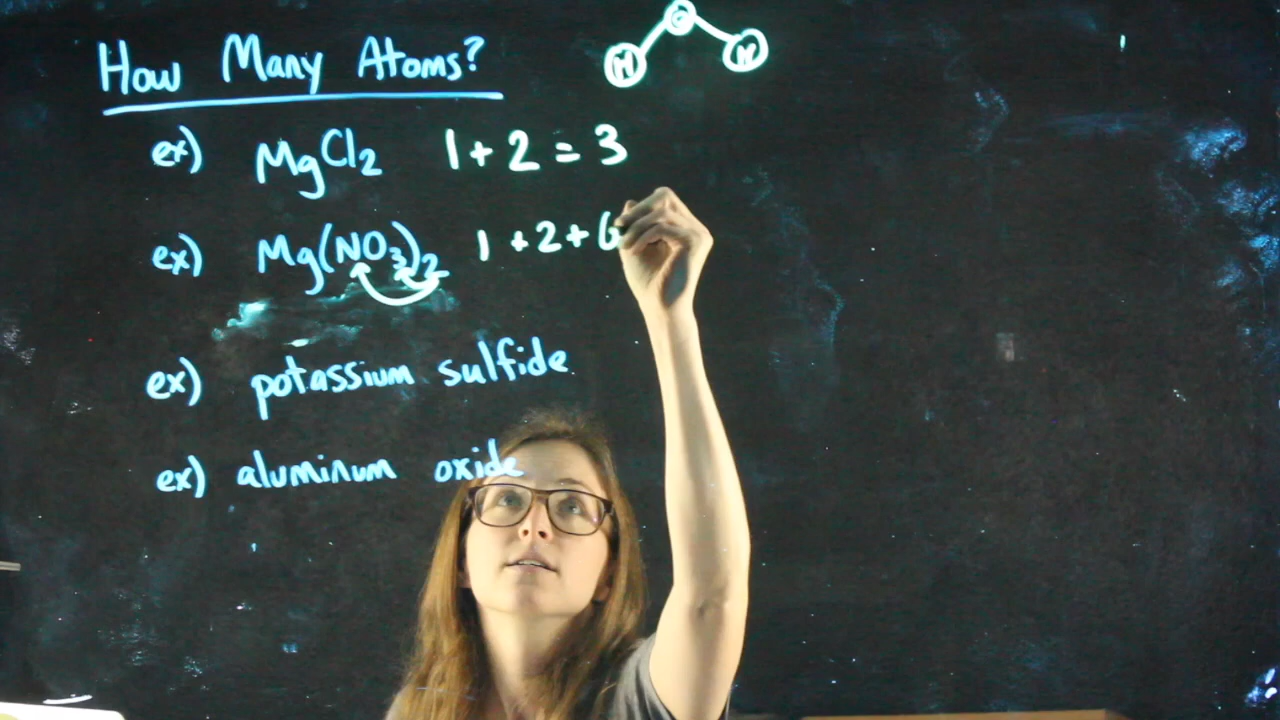 How Many Atoms?
H O H
ex) MgCl₂ 1 + 2 = 3
ex) Mg(NO₃)₂ 1 + 2 + 6
ex) potassium sulfide
ex) aluminum oxide